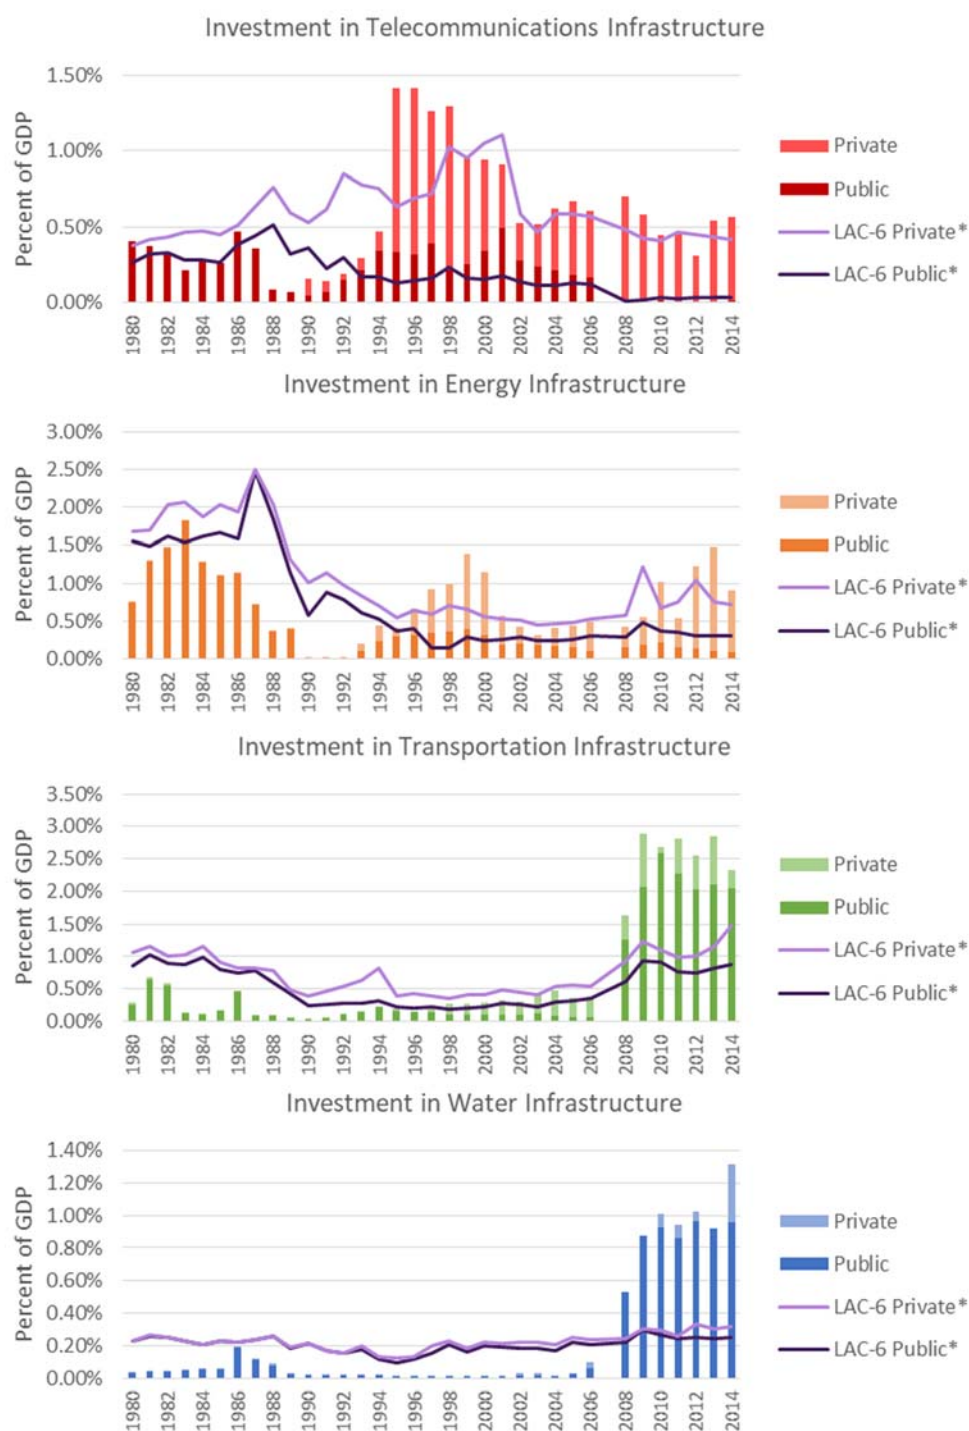 Investment in Telecommunications Infrastructure
Percent of GDP
1.50%
1.00%
0.50%
0.00%
1980 1982 1984 1986 1988 1990 1992 1994 1996 1998 2000 2002 2004 2006 2008 2010 2012 2014
Private
Public
LAC-6 Private*
LAC-6 Public*
Investment in Energy Infrastructure
Percent of GDP
3.00%
2.50%
2.00%
1.50%
1.00%
0.50%
0.00%
1980 1982 1984 1986 1988 1990 1992 1994 1996 1998 2000 2002 2004 2006 2008 2010 2012 2014
Private
Public
LAC-6 Private*
LAC-6 Public*
Investment in Transportation Infrastructure
Percent of GDP
3.50%
3.00%
2.50%
2.00%
1.50%
1.00%
0.50%
0.00%
1980 1982 1984 1986 1988 1990 1992 1994 1996 1998 2000 2002 2004 2006 2008 2010 2012 2014
Private
Public
LAC-6 Private*
LAC-6 Public*
Investment in Water Infrastructure
Percent of GDP
1.40%
1.20%
1.00%
0.80%
0.60%
0.40%
0.20%
0.00%
1980 1982 1984 1986 1988 1990 1992 1994 1996 1998 2000 2002 2004 2006 2008 2010 2012 2014
Private
Public
LAC-6 Private*
LAC-6 Public*